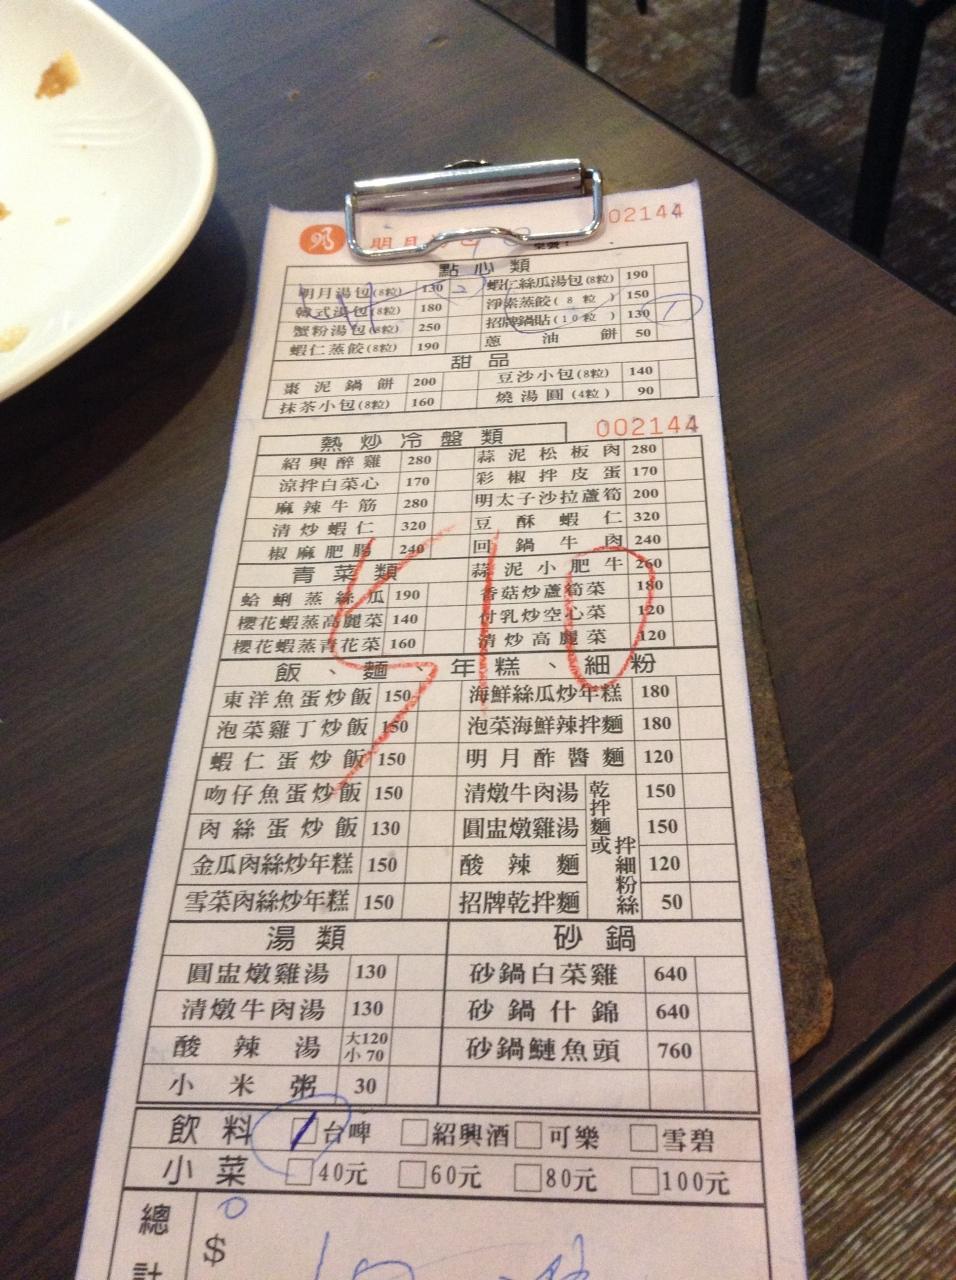 002144
點心類
明月湯包(8粒) 130 蝦仁絲瓜湯包(8粒) 190
韓式湯包(8粒) 180 淨素蒸餃(8粒) 150
蟹粉湯包(8粒) 250 招牌鍋貼(10粒) 130
蝦仁蒸餃(8粒) 190 蔥油餅 50
甜品
棗泥鍋餅 200 豆沙小包(8粒) 140
抹茶小包(8粒) 160 燒湯圓(4粒) 90
熱炒冷盤類 002144
紹興醉雞 280 蒜泥松板肉 280
涼拌白菜心 170 彩椒拌皮蛋 170
麻辣牛筋 280 明太子沙拉蘆筍 200
清炒蝦仁 320 豆酥蝦仁 320
椒麻肥腸 240 回鍋牛肉 240
青菜類 蒜泥小肥牛 260
蛤蜊蒸絲瓜 190 香菇炒蘆筍菜 180
櫻花蝦蒸高麗菜 140 付乳炒空心菜 120
櫻花蝦蒸青花菜 160 清炒高麗菜 120
510
飯、麵、年糕、細粉
東洋魚蛋炒飯 150 海鮮絲瓜炒年糕 180
泡菜雞丁炒飯 150 泡菜海鮮辣拌麵 180
蝦仁蛋炒飯 150 明月酢醬麵 120
吻仔魚蛋炒飯 150 清燉牛肉湯 乾拌麵或拌細粉絲 150
肉絲蛋炒飯 130 圓盅燉雞湯 150
金瓜肉絲炒年糕 150 酸辣麵 120
雪菜肉絲炒年糕 150 招牌乾拌麵 50
湯類 砂鍋
圓盅燉雞湯 130 砂鍋白菜雞 640
清燉牛肉湯 130 砂鍋什錦 640
酸辣湯 大120 小70 砂鍋鰱魚頭 760
小米粥 30
飲料 台啤 紹興酒 可樂 雪碧
小菜 40元 60元 80元 100元
總計 $